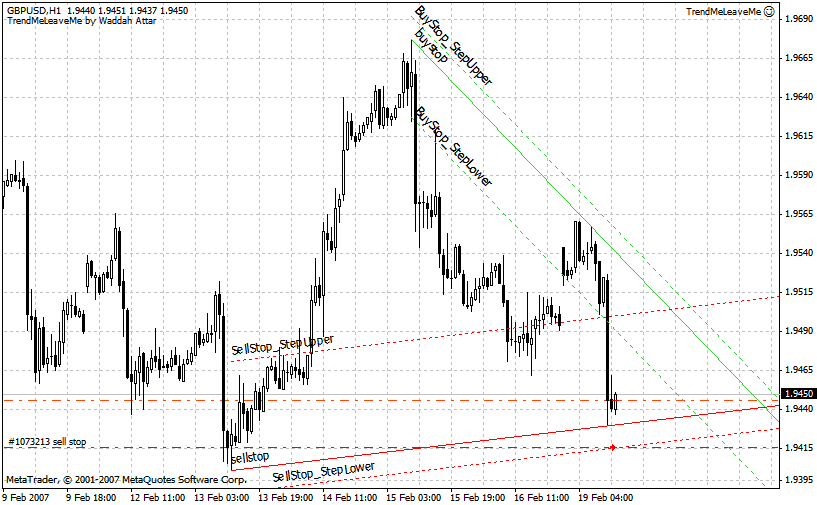 GBPUSD,H1 1.9440 1.9451 1.9437 1.9450
TrendMeLeaveMe by Waddah Attar
TrendMeLeaveMe ☺
BuyStop_StepUpper
buystop
BuyStop_StepLower
SellStop_StepUpper
#1073213 sell stop
sellstop
SellStop_StepLower
MetaTrader, © 2001-2007 MetaQuotes Software Corp.
1.9690
1.9665
1.9640
1.9615
1.9590
1.9565
1.9540
1.9515
1.9490
1.9465
1.9450
1.9440
1.9415
1.9395
9 Feb 2007
9 Feb 18:00
12 Feb 11:00
13 Feb 03:00
13 Feb 19:00
14 Feb 11:00
15 Feb 03:00
15 Feb 19:00
16 Feb 11:00
19 Feb 04:00